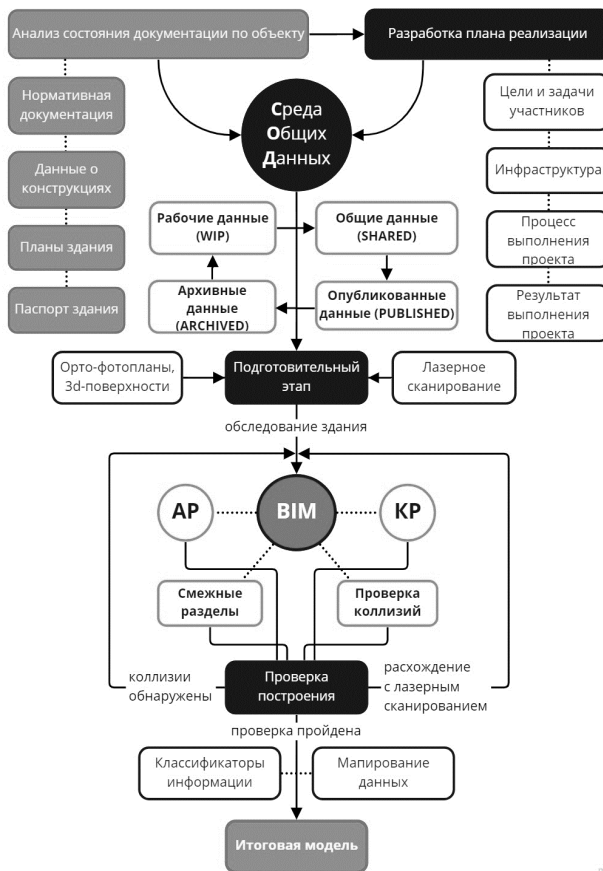 Анализ состояния документации по объекту
Разработка плана реализации
Нормативная
документация
Данные о
конструкциях
Планы здания
Паспорт здания
Среда
Общих
Данных
Цели и задачи
участников
Инфраструктура
Процесс
выполнения
проекта
Результат
выполнения
проекта
Рабочие данные
(WIP)
Общие данные
(SHARED)
Архивные
данные
(ARCHIVED)
Опубликованные
данные (PUBLISHED)
Орто-фотопланы,
3d-поверхности
Подготовительный
этап
Лазерное
сканирование
обследование здания
АР
BIM
КР
Смежные
разделы
Проверка
коллизий
коллизии
обнаружены
Проверка
построения
расхождение
с лазерным
сканированием
проверка пройдена
Классификаторы
информации
Мапирование
данных
Итоговая модель